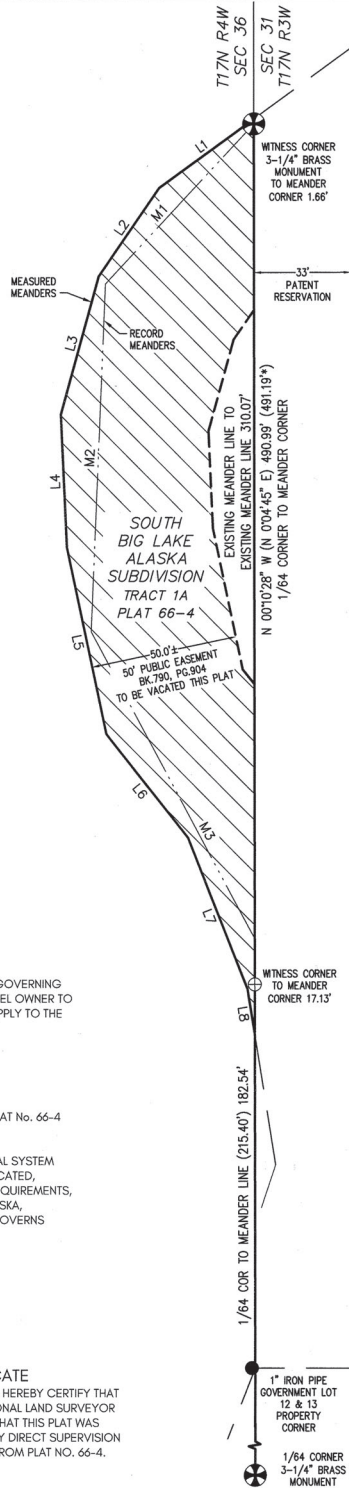 T17N R4W
SEC 36
SEC 31
T17N R3W
WITNESS CORNER
3-1/4" BRASS
MONUMENT
TO MEANDER
CORNER 1.66'
L1
M1
L2
MEASURED
MEANDERS
RECORD
MEANDERS
33'
PATENT
RESERVATION
L3
M2
L4
EXISTING MEANDER LINE TO
EXISTING MEANDER LINE 310.07'
N 00°10'28" W (N 0°04'45" E) 490.99' (491.19'*)
1/64 CORNER TO MEANDER CORNER
SOUTH
BIG LAKE
ALASKA
SUBDIVISION
TRACT 1A
PLAT 66-4
50.0'±
50' PUBLIC EASEMENT
BK.790, PG.904
TO BE VACATED THIS PLAT
L5
L6
M3
L7
WITNESS CORNER
TO MEANDER
CORNER 17.13'
L8
GOVERNING
EL OWNER TO
PPLY TO THE
1/64 COR TO MEANDER LINE (215.40') 182.54'
AT No. 66-4
AL SYSTEM
CATED,
QUIREMENTS,
SKA,
OVERNS
CATE
HEREBY CERTIFY THAT
ONAL LAND SURVEYOR
HAT THIS PLAT WAS
Y DIRECT SUPERVISION
ROM PLAT NO. 66-4.
1" IRON PIPE
GOVERNMENT LOT
12 & 13
PROPERTY
CORNER
1/64 CORNER
3-1/4" BRASS
MONUMENT